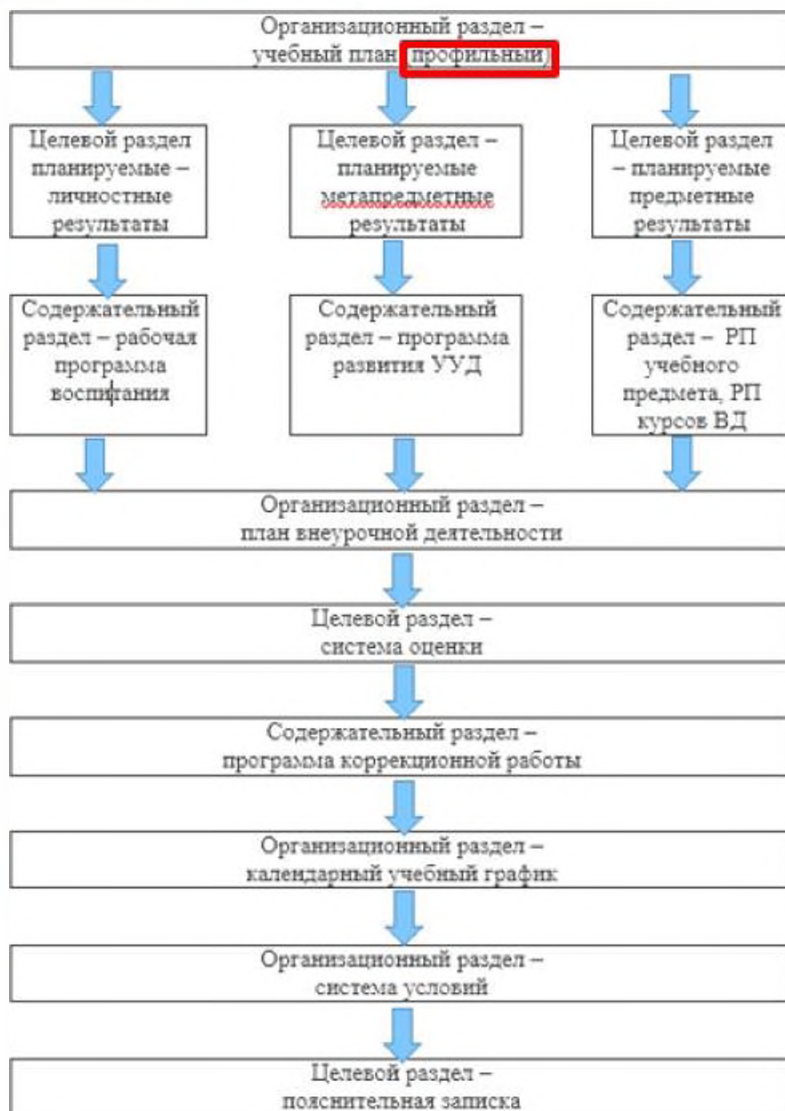 Организационный раздел –
учебный план (профильный)
Целевой раздел
планируемые –
личностные
результаты
Целевой раздел –
планируемые
метапредметные
результаты
Целевой раздел
– планируемые
предметные
результаты
Содержательный
раздел – рабочая
программа
воспитания
Содержательный
раздел – программа
развития УУД
Содержательный
раздел – РП
учебного
предмета, РП
курсов ВД
Организационный раздел –
план внеурочной деятельности
Целевой раздел –
система оценки
Содержательный раздел –
программа коррекционной работы
Организационный раздел –
календарный учебный график
Организационный раздел –
система условий
Целевой раздел –
пояснительная записка